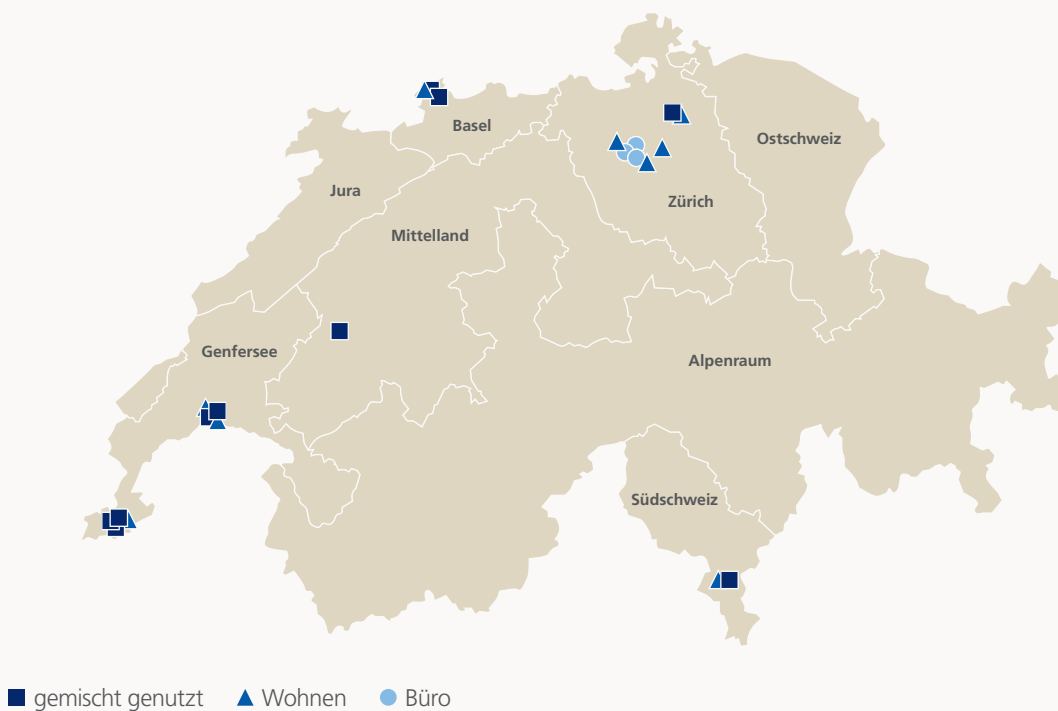 Basel
Ostschweiz
Jura
Zürich
Mittelland
Genfersee
Alpenraum
Südschweiz
gemischt genutzt Wohnen Büro